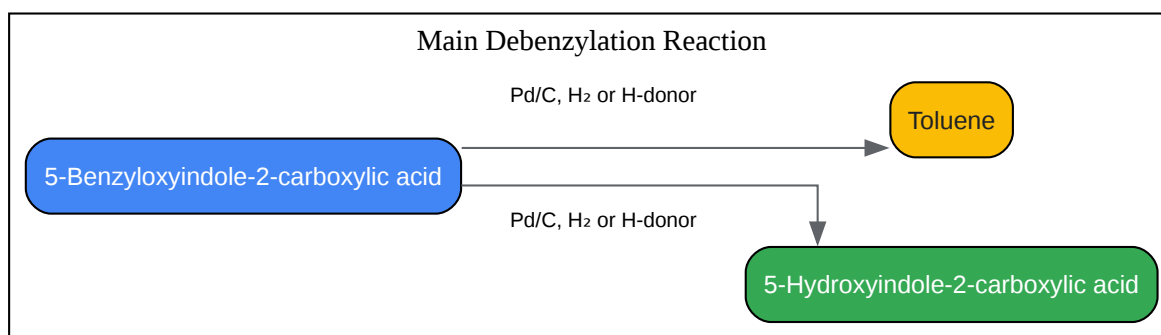 Main Debenzylation Reaction
Pd/C, H₂ or H-donor
Toluene
5-Benzyloxyindole-2-carboxylic acid
Pd/C, H₂ or H-donor
5-Hydroxyindole-2-carboxylic acid